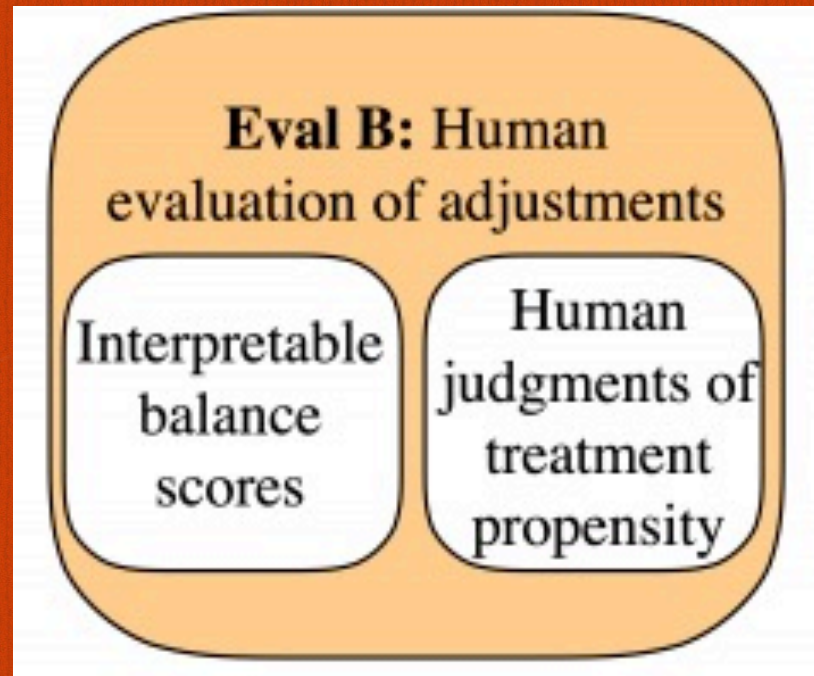 Eval B: Human
evaluation of adjustments
Interpretable
balance
scores
Human
judgments of
treatment
propensity